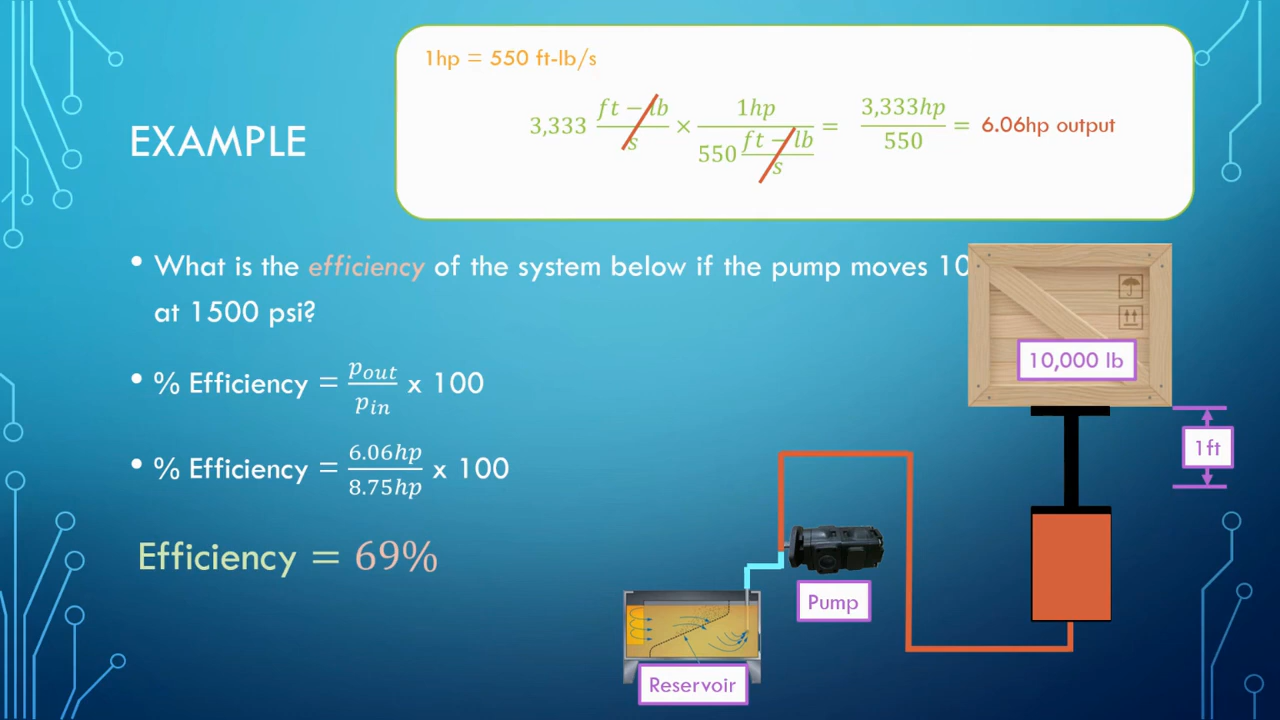 1hp = 550 ft-lb/s
3,333 ft−lb/s × 1hp/(550 ft−lb/s) = 3,333hp/550 = 6.06hp output
EXAMPLE
• What is the efficiency of the system below if the pump moves 10
at 1500 psi?
10,000 lb
• % Efficiency = p_out/p_in x 100
1ft
• % Efficiency = 6.06hp/8.75hp x 100
Efficiency = 69%
Pump
Reservoir